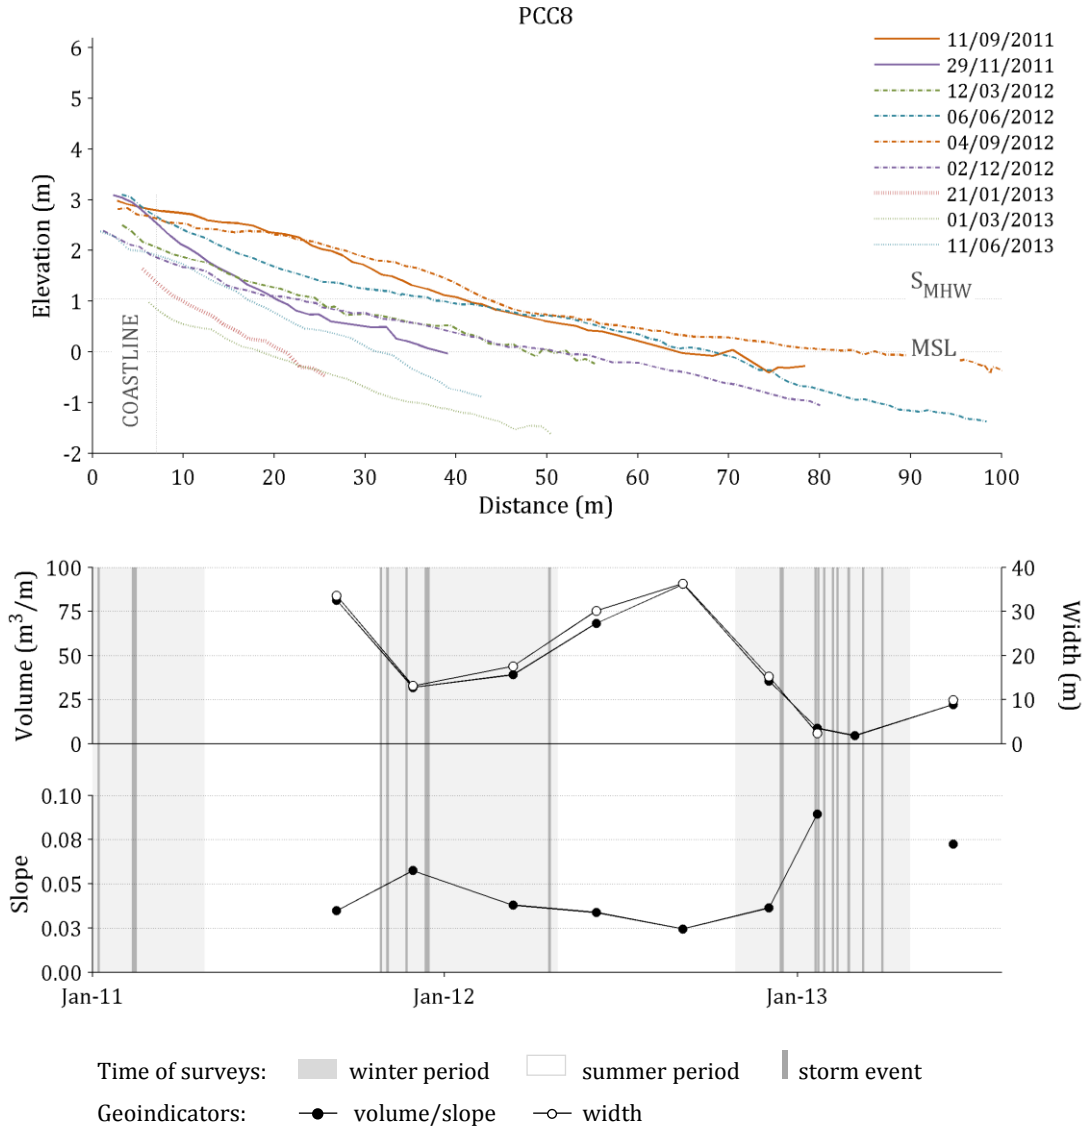 PCC8
11/09/2011
29/11/2011
12/03/2012
06/06/2012
04/09/2012
02/12/2012
21/01/2013
01/03/2013
11/06/2013
Elevation (m)
6
5
4
3
2
1
0
-1
-2
COASTLINE
S_MHW
MSL
0 10 20 30 40 50 60 70 80 90 100
Distance (m)
Volume (m³/m)
100
75
50
25
0
40
30
20
10
0
Width (m)
Slope
0.10
0.08
0.05
0.03
0.00
Jan-11 Jan-12 Jan-13
Time of surveys: winter period summer period storm event
Geoindicators: volume/slope width